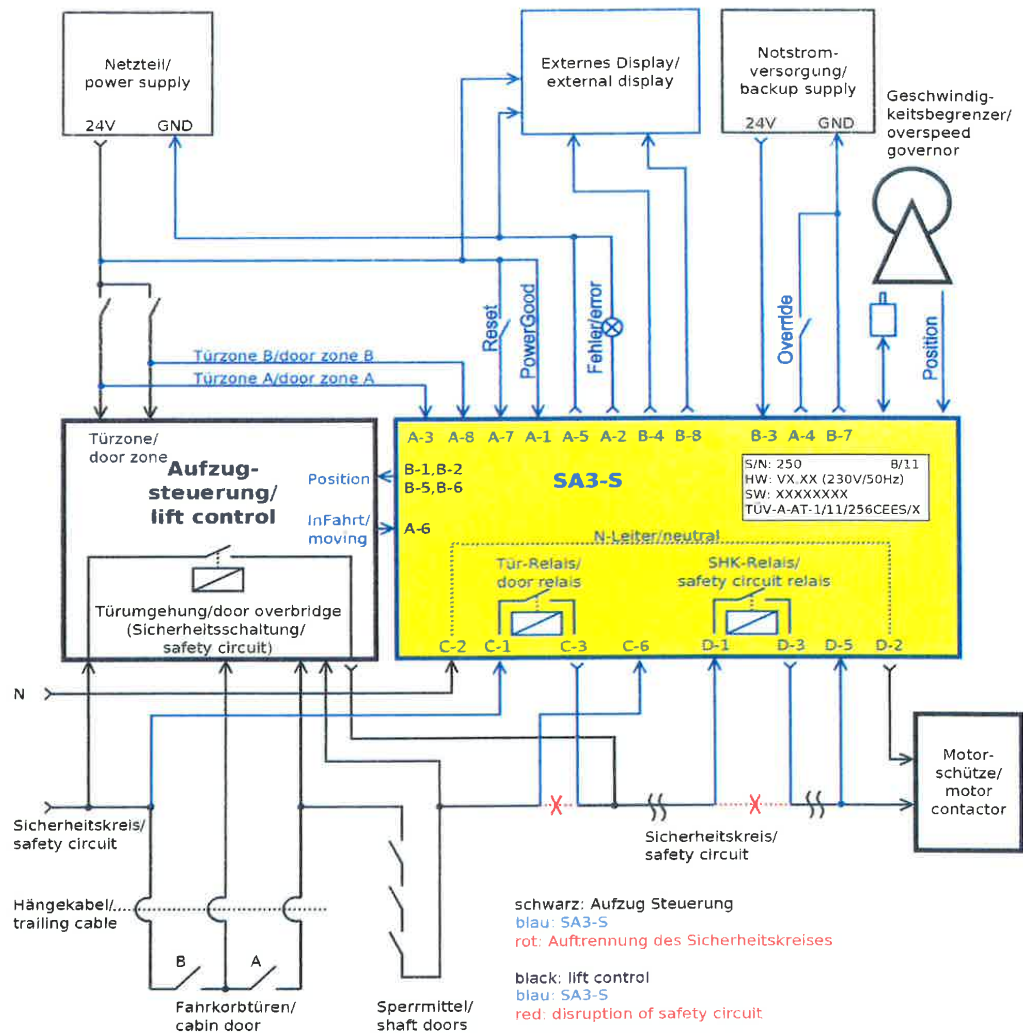 Netzteil/
power supply
24V GND
Externes Display/
external display
Notstrom-
versorgung/
backup supply
24V GND
Geschwindig-
keitsbegrenzer/
overspeed
governor
Reset
PowerGood
Fehler/error
Override
Position
Türzone B/door zone B
Türzone A/door zone A
Türzone/
door zone
Aufzug-
steuerung/
lift control
Position
InFahrt/
moving
Türumgehung/door overbridge
(Sicherheitsschaltung/
safety circuit)
A-3 A-8 A-7 A-1 A-5 A-2 B-4 B-8 B-3 A-4 B-7
B-1,B-2
B-5,B-6
A-6
SA3-S
S/N: 250 B/11
HW: VX.XX (230V/50Hz)
SW: XXXXXXXX
TÜV-A-AT-1/11/256CEES/X
N-Leiter/neutral
Tür-Relais/
door relais
SHK-Relais/
safety circuit relais
C-2 C-1 C-3 C-6 D-1 D-3 D-5 D-2
N
Motor-
schütze/
motor
contactor
Sicherheitskreis/
safety circuit
Sicherheitskreis/
safety circuit
Hängekabel/
trailing cable
B A
Fahrkorbtüren/
cabin door
Sperrmittel/
shaft doors
schwarz: Aufzug Steuerung
blau: SA3-S
rot: Auftrennung des Sicherheitskreises
black: lift control
blau: SA3-S
red: disruption of safety circuit